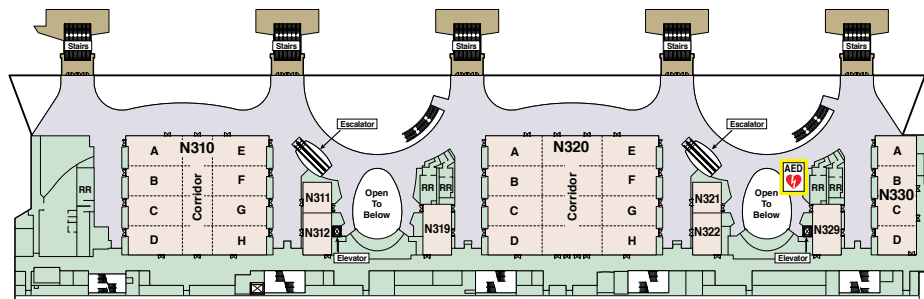 Stairs
Stairs
Stairs
Stairs
Stairs
Escalator
Escalator
A
N310
E
B
F
Corridor
C
G
D
H
RR
N311
N312
Open
To
Below
Elevator
RR
RR
N319
A
N320
E
B
F
Corridor
C
G
D
H
N321
N322
AED
Open
To
Below
Elevator
RR
RR
N329
A
B
N330
C
D